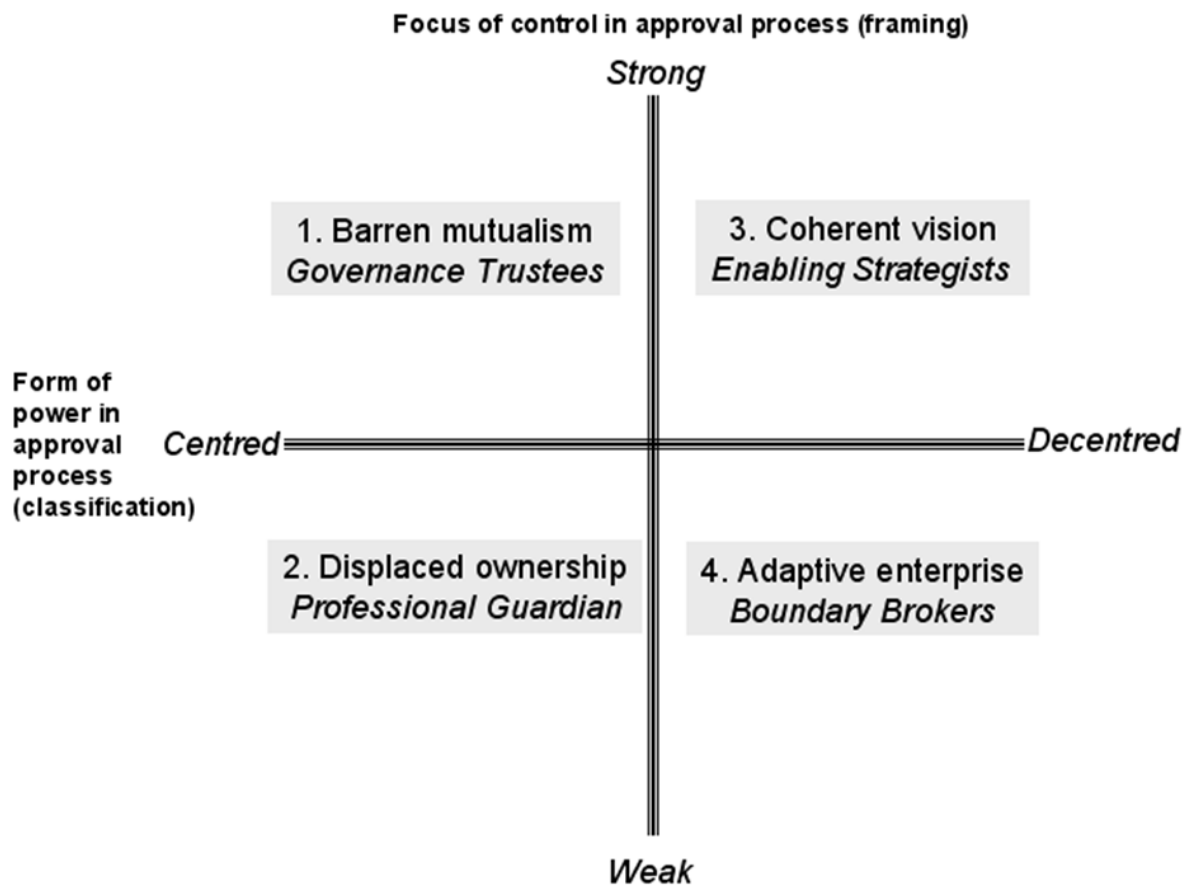 Focus of control in approval process (framing)
Strong
1. Barren mutualism
Governance Trustees
3. Coherent vision
Enabling Strategists
Form of
power in
approval
process
(classification)
Centred
Decentred
2. Displaced ownership
Professional Guardian
4. Adaptive enterprise
Boundary Brokers
Weak